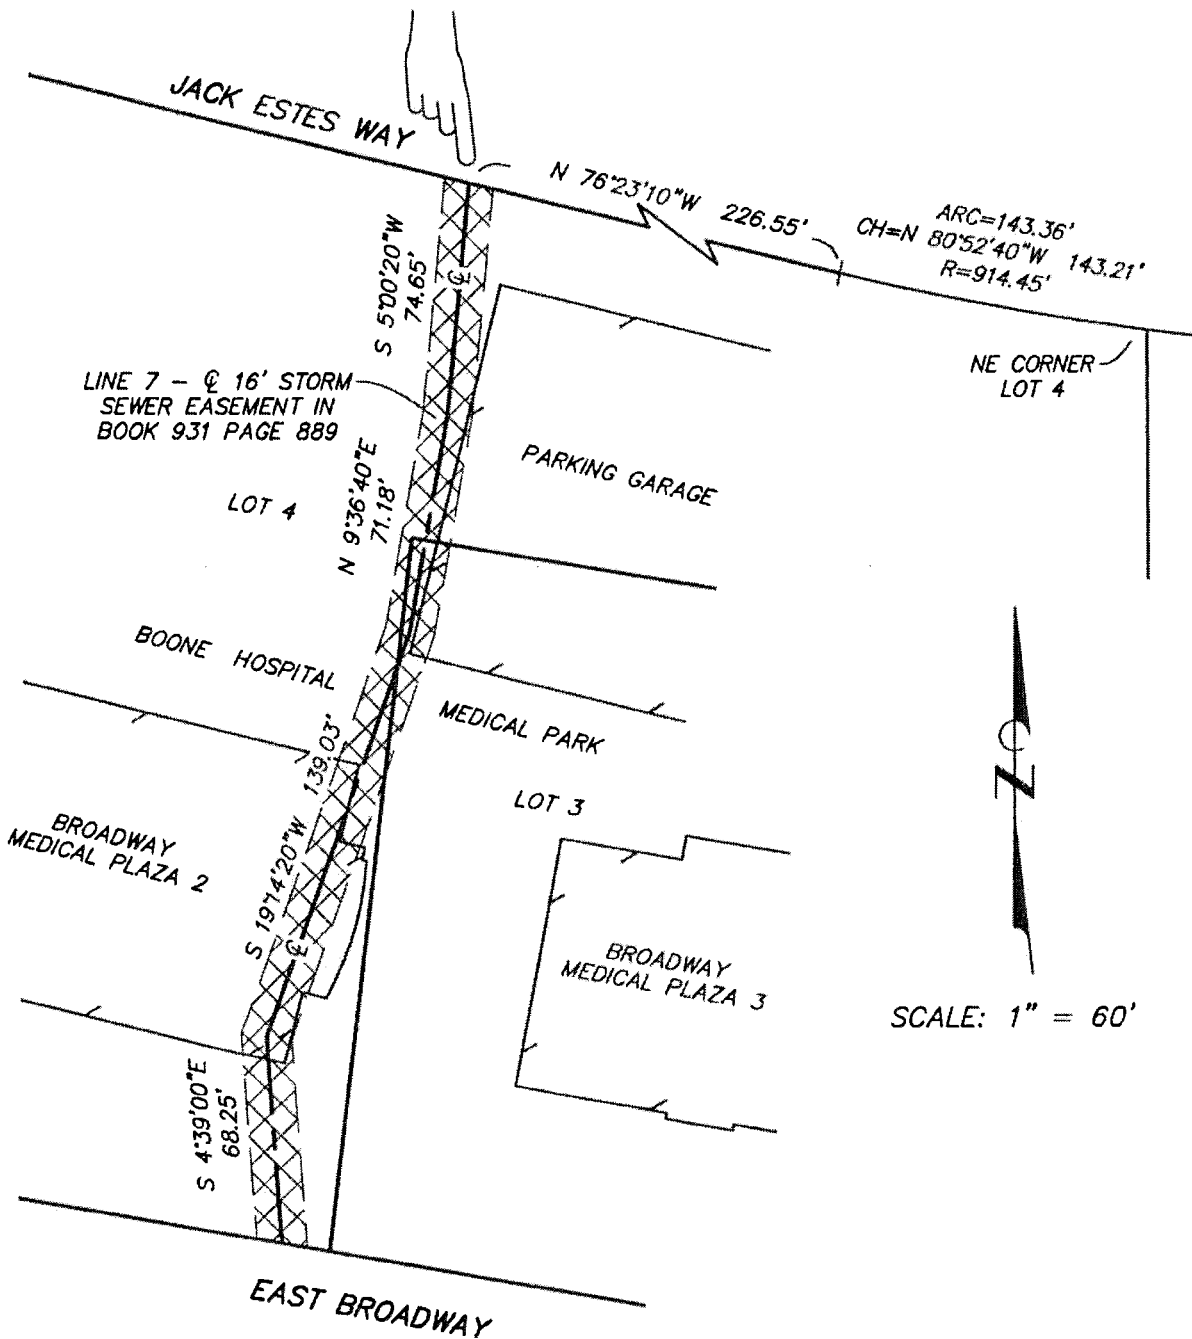 JACK ESTES WAY
N 76°23'10"W 226.55'
ARC=143.36'
CH=N 80°52'40"W 143.21'
R=914.45'
S 5°00'20"W
74.65'
℄
NE CORNER
LOT 4
LINE 7 - ℄ 16' STORM
SEWER EASEMENT IN
BOOK 931 PAGE 889
PARKING GARAGE
LOT 4
N 9°36'40"E
71.18'
BOONE HOSPITAL
MEDICAL PARK
LOT 3
S 19°14'20"W 139.03'
BROADWAY
MEDICAL PLAZA 2
℄
BROADWAY
MEDICAL PLAZA 3
N
SCALE: 1" = 60'
S 4°39'00"E
68.25'
EAST BROADWAY